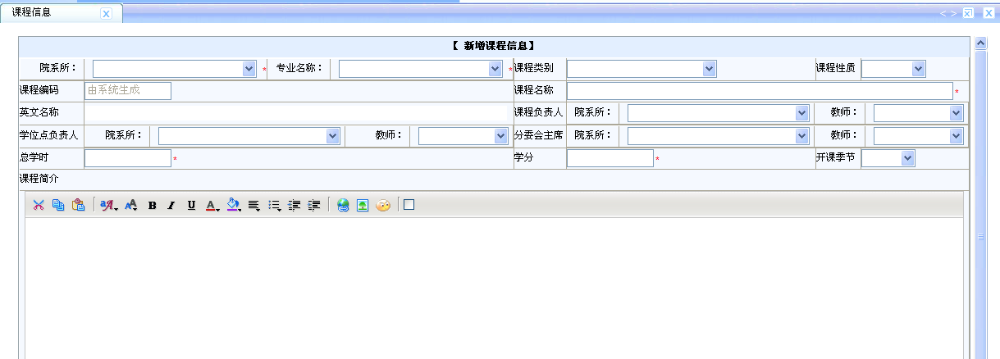 课程信息
【 新增课程信息】
院系所： * 专业名称： * 课程类别 课程性质
课程编码 由系统生成 课程名称 *
英文名称 课程负责人 院系所： 教师：
学位点负责人 院系所： 教师： 分委会主席 院系所： 教师：
总学时 * 学分 * 开课季节
课程简介